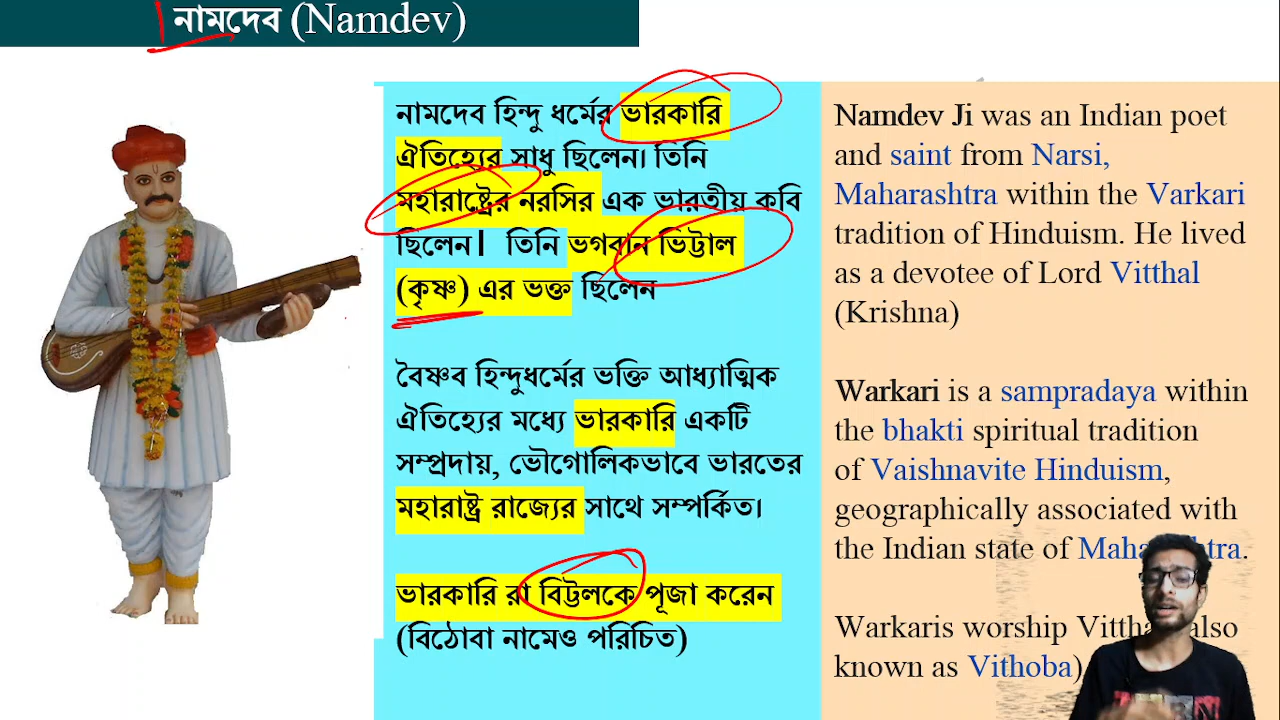 নামদেব (Namdev)
নামদেব হিন্দু ধর্মের ভারকারি
ঐতিহ্যের সাধু ছিলেন। তিনি
মহারাষ্ট্রের নরসির এক ভারতীয় কবি
ছিলেন। তিনি ভগবান ভিট্টাল
(কৃষ্ণ) এর ভক্ত ছিলেন
বৈষ্ণব হিন্দুধর্মের ভক্তি আধ্যাত্মিক
ঐতিহ্যের মধ্যে ভারকারি একটি
সম্প্রদায়, ভৌগোলিকভাবে ভারতের
মহারাষ্ট্র রাজ্যের সাথে সম্পর্কিত।
ভারকারি রা বিট্টলকে পূজা করেন
(বিঠোবা নামেও পরিচিত)
Namdev Ji was an Indian poet
and saint from Narsi,
Maharashtra within the Varkari
tradition of Hinduism. He lived
as a devotee of Lord Vitthal
(Krishna)
Warkari is a sampradaya within
the bhakti spiritual tradition
of Vaishnavite Hinduism,
geographically associated with
the Indian state of
Warkaris worship also
known as Vithoba)